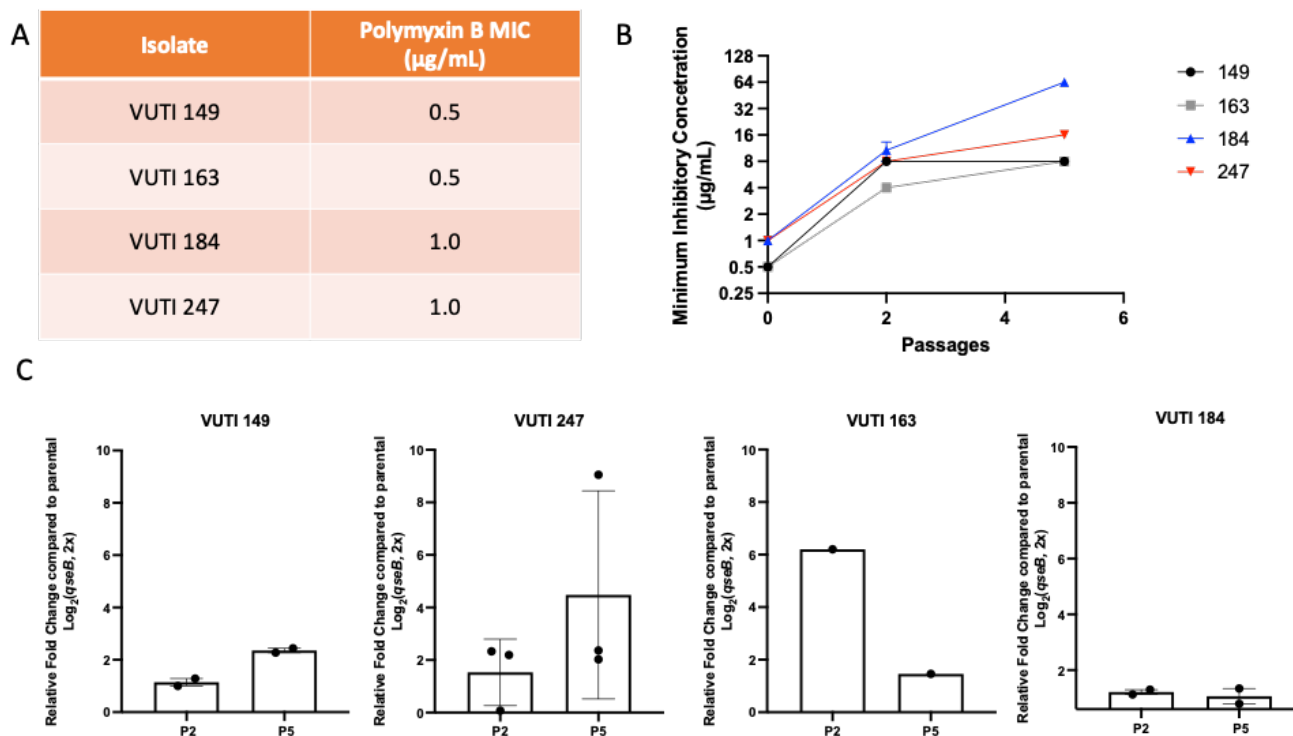 A
Isolate
Polymyxin B MIC
(µg/mL)
VUTI 149
0.5
VUTI 163
0.5
VUTI 184
1.0
VUTI 247
1.0
B
Minimum Inhibitory Concetration
(µg/mL)
128
64
32
16
8
4
2
1
0.5
0.25
0
2
4
6
Passages
149
163
184
247
C
VUTI 149
Relative Fold Change compared to parental
Log₂(qseB, 2x)
10
8
6
4
2
0
P2
P5
VUTI 247
Relative Fold Change compared to parental
Log₂(qseB, 2x)
10
8
6
4
2
0
P2
P5
VUTI 163
Relative Fold Change compared to parental
Log₂(qseB, 2x)
10
8
6
4
2
0
P2
P5
VUTI 184
Relative Fold Change compared to parental
Log₂(qseB, 2x)
10
8
6
4
2
P2
P5